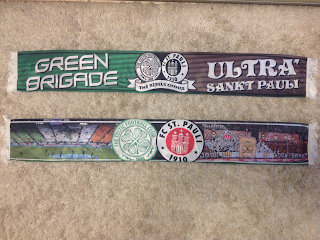 GREEN
BRIGADE
THE REBELS CHOICE
ULTRA'
SANKT PAULI
FC ST. PAULI
1910